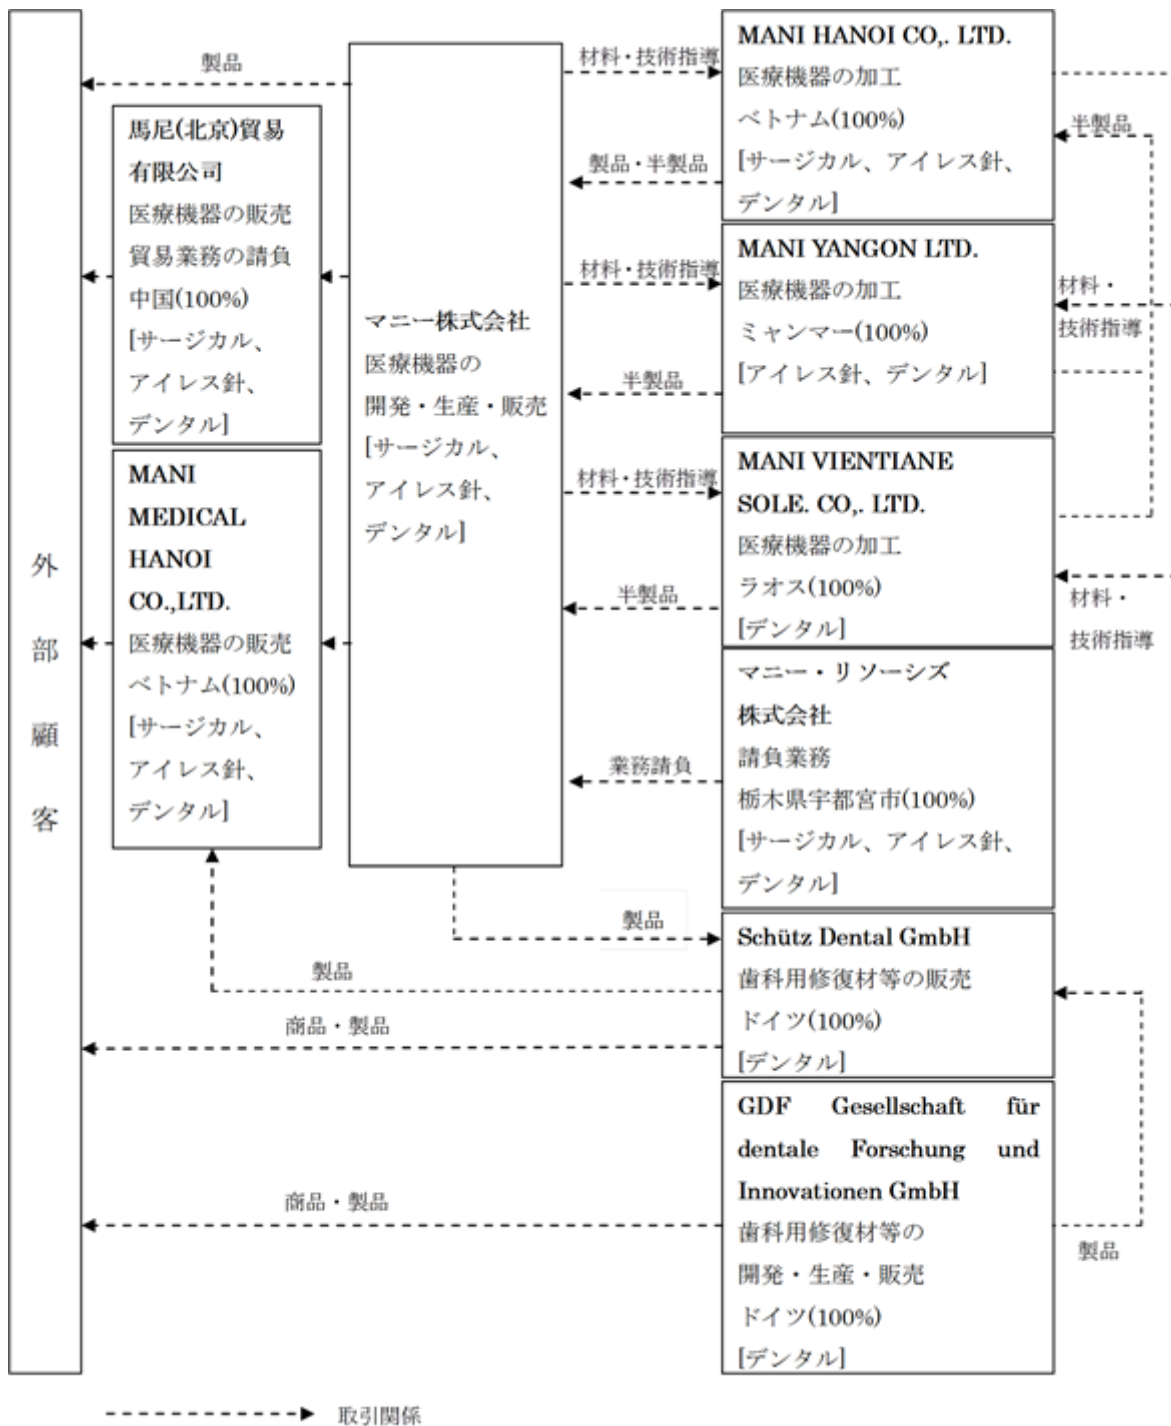 外
部
顧
客
製品
馬尼(北京)貿易
有限公司
医療機器の販売
貿易業務の請負
中国(100%)
[サージカル、
アイレス針、
デンタル]
MANI
MEDICAL
HANOI
CO.,LTD.
医療機器の販売
ベトナム(100%)
[サージカル、
アイレス針、
デンタル]
マニー株式会社
医療機器の
開発・生産・販売
[サージカル、
アイレス針、
デンタル]
材料・技術指導
製品・半製品
材料・技術指導
半製品
材料・技術指導
半製品
業務請負
製品
製品
商品・製品
商品・製品
MANI HANOI CO,. LTD.
医療機器の加工
ベトナム(100%)
[サージカル、アイレス針、
デンタル]
MANI YANGON LTD.
医療機器の加工
ミャンマー(100%)
[アイレス針、デンタル]
MANI VIENTIANE
SOLE. CO,. LTD.
医療機器の加工
ラオス(100%)
[デンタル]
マニー・リソーシズ
株式会社
請負業務
栃木県宇都宮市(100%)
[サージカル、アイレス針、
デンタル]
Schütz Dental GmbH
歯科用修復材等の販売
ドイツ(100%)
[デンタル]
GDF Gesellschaft für
dentale Forschung und
Innovationen GmbH
歯科用修復材等の
開発・生産・販売
ドイツ(100%)
[デンタル]
半製品
材料・
技術指導
材料・
技術指導
製品
取引関係